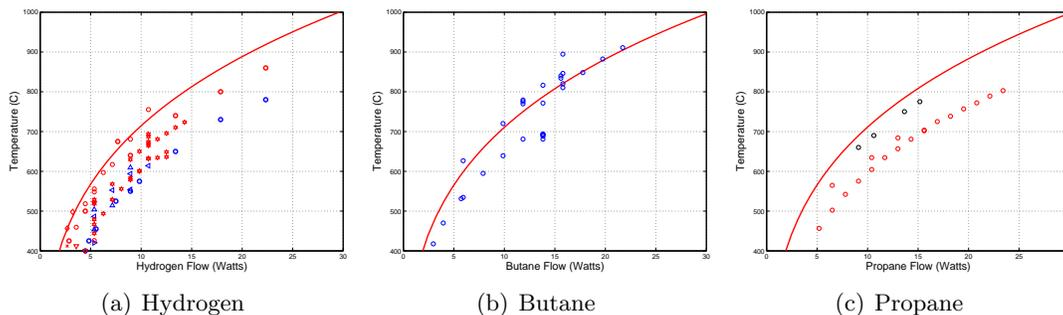 1000
900
800
700
600
500
400
Temperature (C)
0 5 10 15 20 25 30
Hydrogen Flow (Watts)
(a) Hydrogen
1000
900
800
700
600
500
400
Temperature (C)
0 5 10 15 20 25 30
Butane Flow (Watts)
(b) Butane
1000
900
800
700
600
500
400
Temperature (C)
0 5 10 15 20 25
Propane Flow (Watts)
(c) Propane